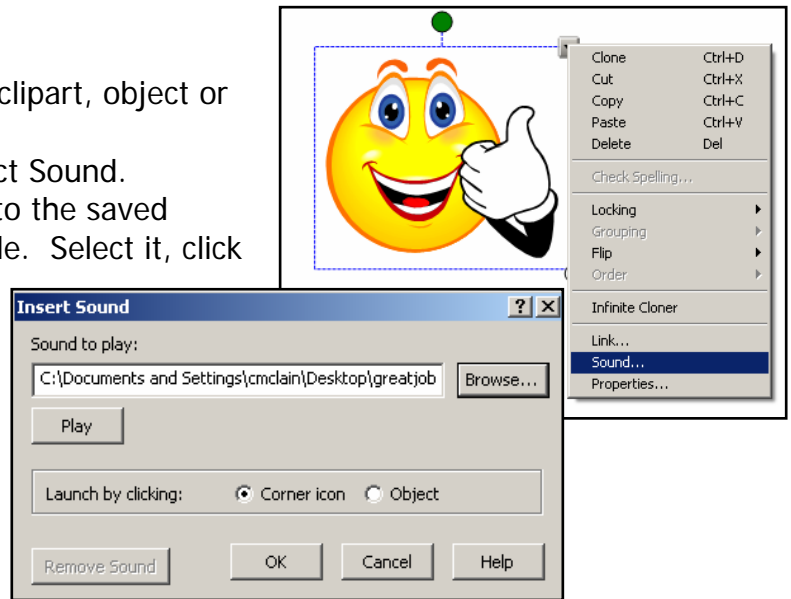 clipart, object or
ct Sound.
to the saved
le. Select it, click
Clone Ctrl+D
Cut Ctrl+X
Copy Ctrl+C
Paste Ctrl+V
Delete Del
Check Spelling...
Locking
Grouping
Flip
Order
Infinite Cloner
Link...
Sound...
Properties...
Insert Sound
Sound to play:
C:\Documents and Settings\cmclain\Desktop\greatjob
Browse...
Play
Launch by clicking: Corner icon Object
Remove Sound OK Cancel Help